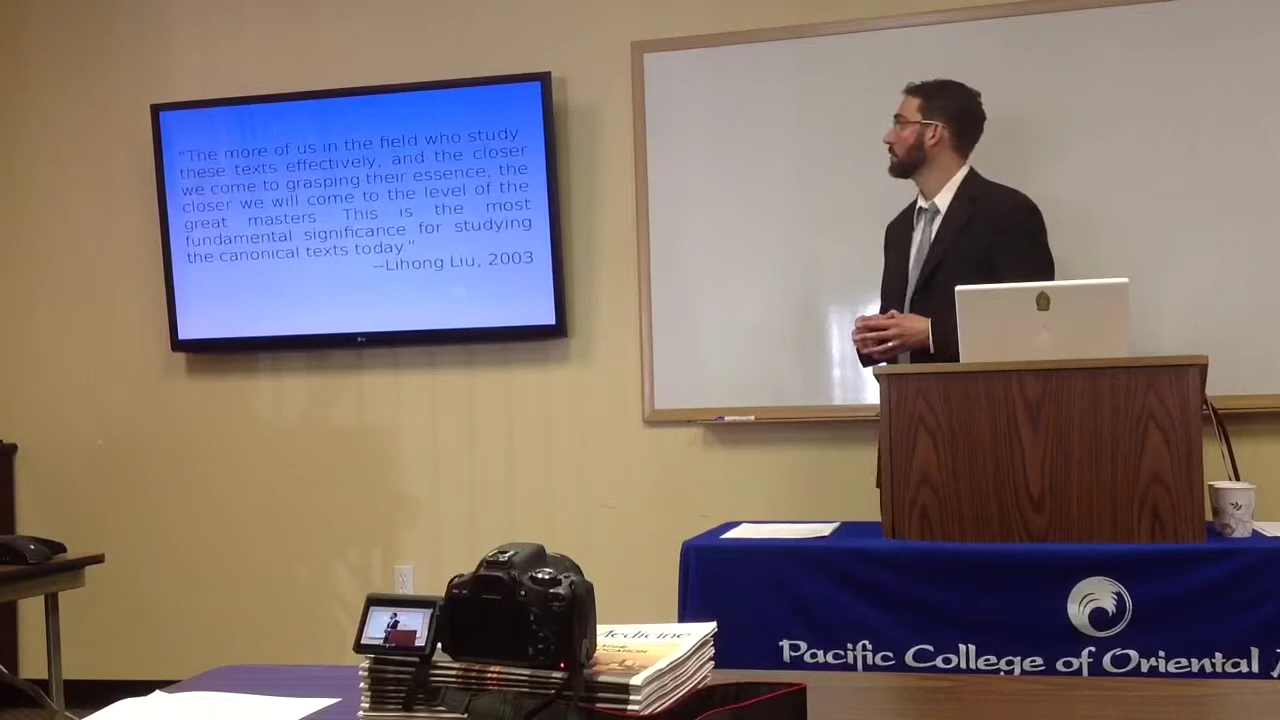 "The more of us in the field who study
these texts effectively, and the closer
we come to grasping their essence, the
closer we will come to the level of the
great masters. This is the most
fundamental significance for studying
the canonical texts today."
--Lihong Liu, 2003
Medicine
Pacific College of Oriental